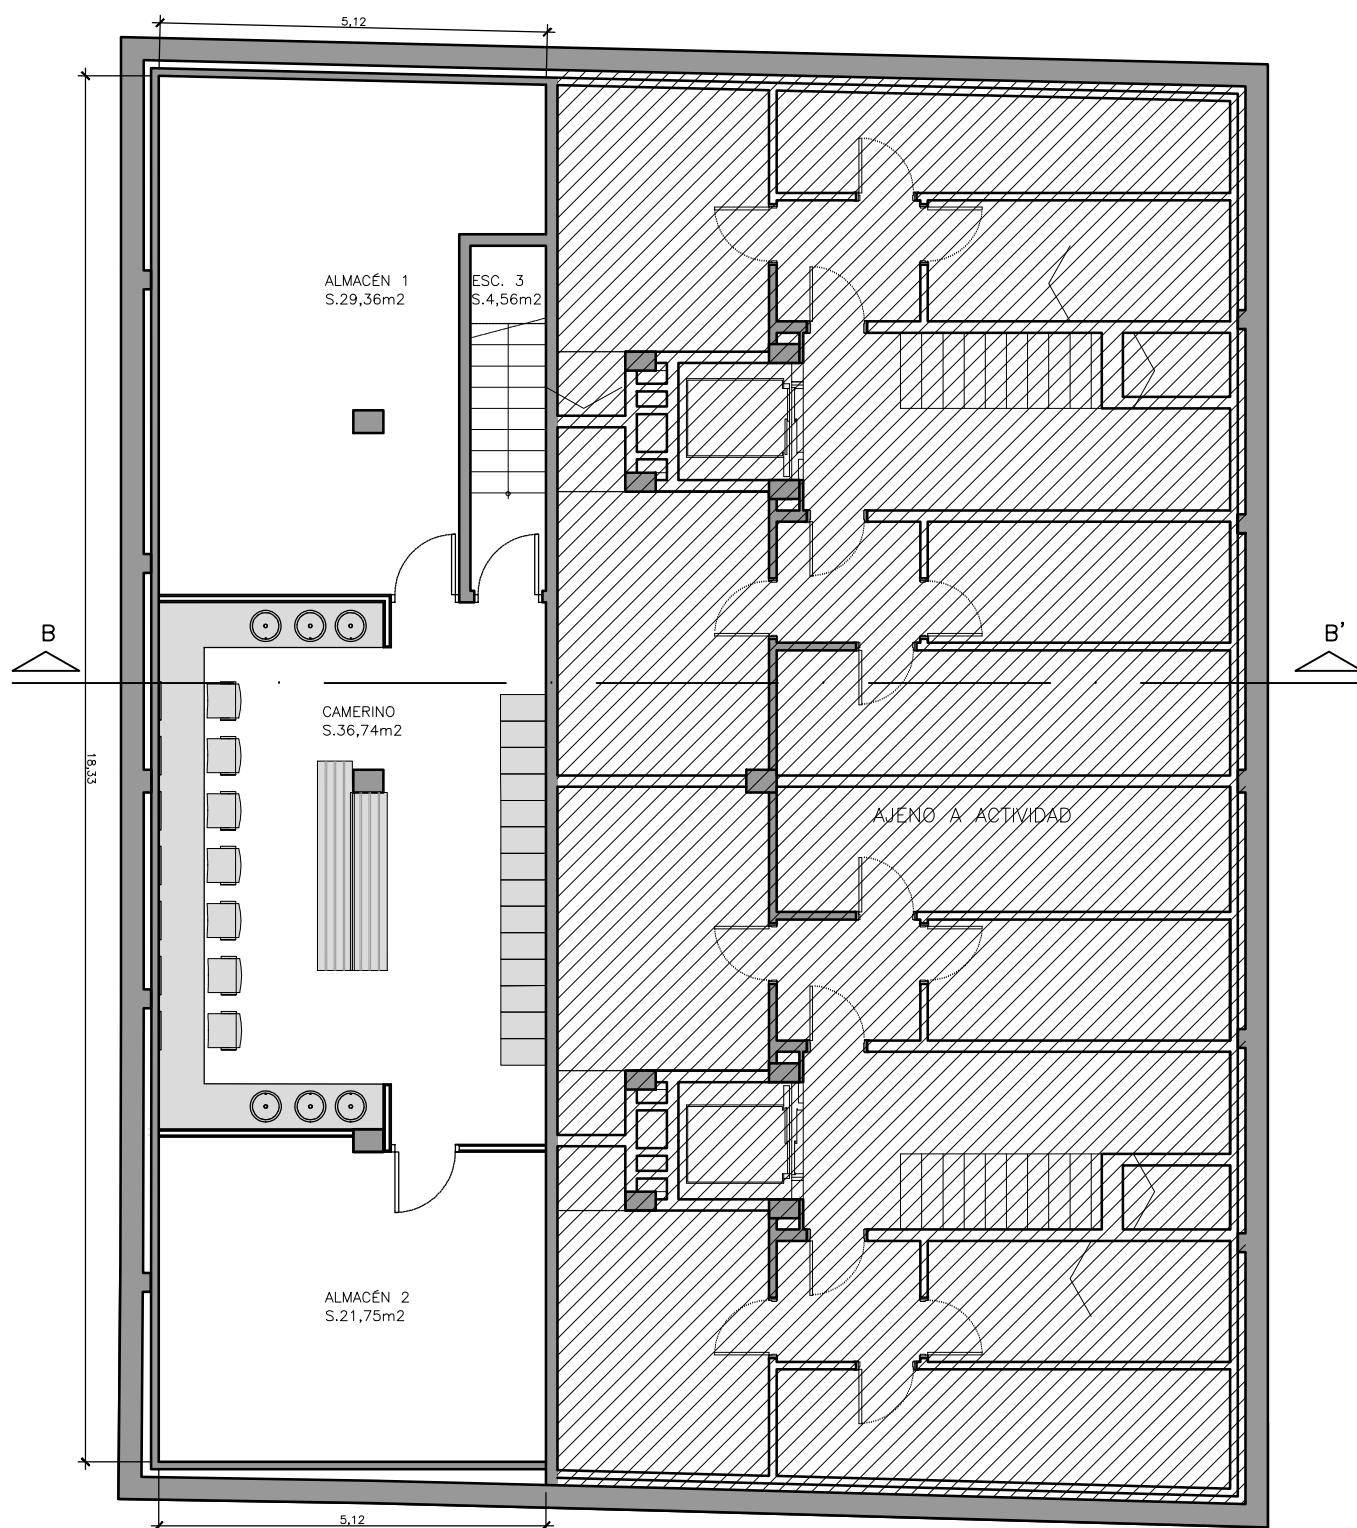 5,12
ALMACÉN 1
S.29,36m2
ESC. 3
S.4,56m2
B
B'
CAMERINO
S.36,74m2
18,33
AJENO A ACTIVIDAD
ALMACÉN 2
S.21,75m2
5,12